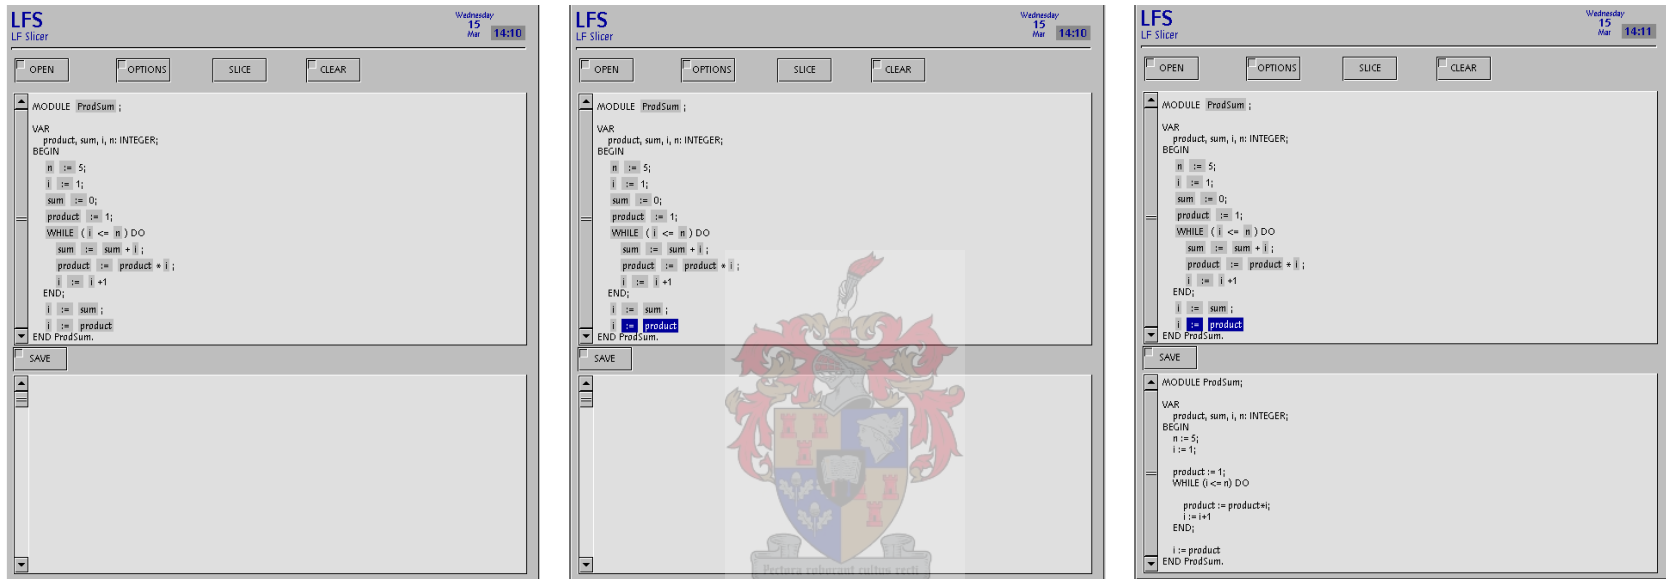 LFS
LF Slicer
Wednesday
15
Mar 14:10
OPEN OPTIONS SLICE CLEAR
MODULE ProdSum ;
VAR
product, sum, i, n: INTEGER;
BEGIN
n := 5;
i := 1;
sum := 0;
product := 1;
WHILE ( i <= n ) DO
sum := sum + i ;
product := product * i ;
i := i +1
END;
i := sum ;
i := product
END ProdSum.
SAVE
LFS
LF Slicer
Wednesday
15
Mar 14:10
OPEN OPTIONS SLICE CLEAR
MODULE ProdSum ;
VAR
product, sum, i, n: INTEGER;
BEGIN
n := 5;
i := 1;
sum := 0;
product := 1;
WHILE ( i <= n ) DO
sum := sum + i ;
product := product * i ;
i := i +1
END;
i := sum ;
i := product
END ProdSum.
SAVE
Pectora roborant cultus recti
LFS
LF Slicer
Wednesday
15
Mar 14:11
OPEN OPTIONS SLICE CLEAR
MODULE ProdSum ;
VAR
product, sum, i, n: INTEGER;
BEGIN
n := 5;
i := 1;
sum := 0;
product := 1;
WHILE ( i <= n ) DO
sum := sum + i ;
product := product * i ;
i := i +1
END;
i := sum ;
i := product
END ProdSum.
SAVE
MODULE ProdSum;
VAR
product, sum, i, n: INTEGER;
BEGIN
n := 5;
i := 1;
product := 1;
WHILE (i <= n) DO
product := product*i;
i := i+1
END;
i := product
END ProdSum.